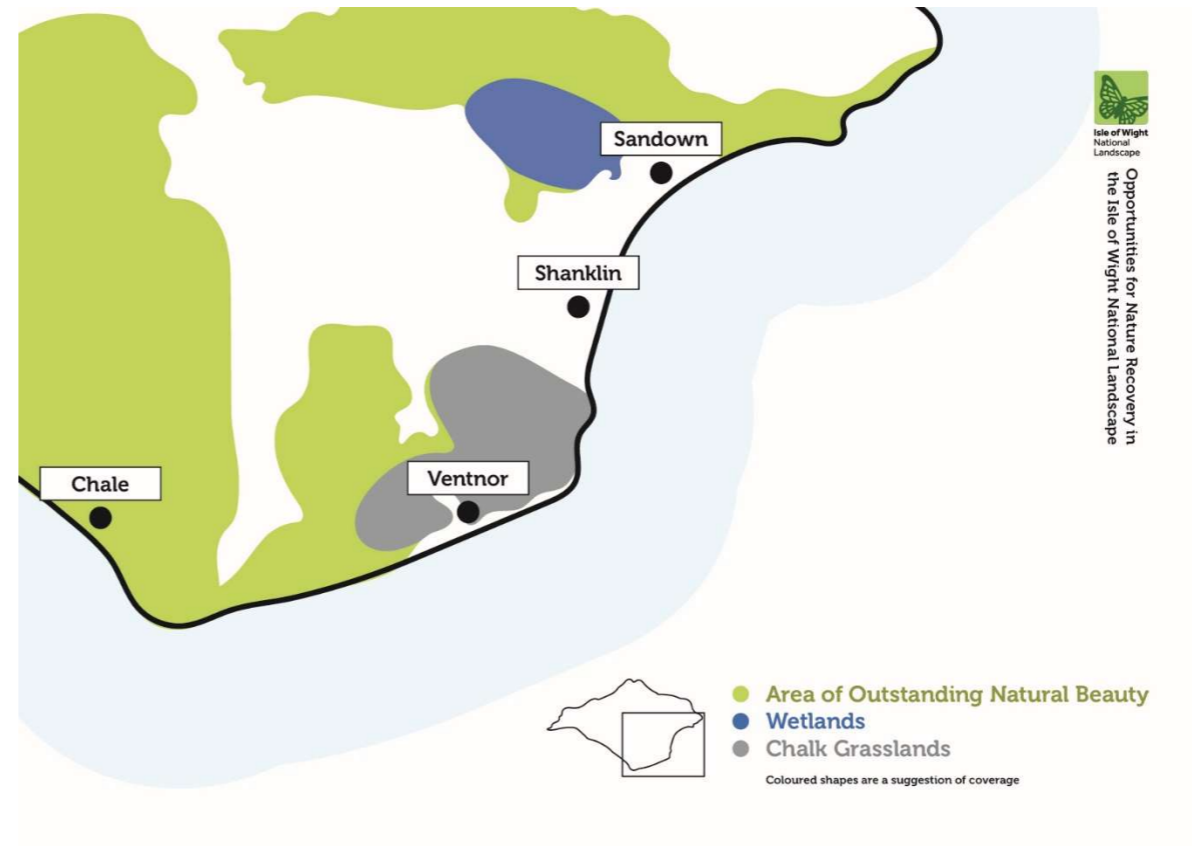 Sandown
Shanklin
Ventnor
Chale
Isle of Wight
National
Landscape
Opportunities for Nature Recovery in
the Isle of Wight National Landscape
Area of Outstanding Natural Beauty
Wetlands
Chalk Grasslands
Coloured shapes are a suggestion of coverage